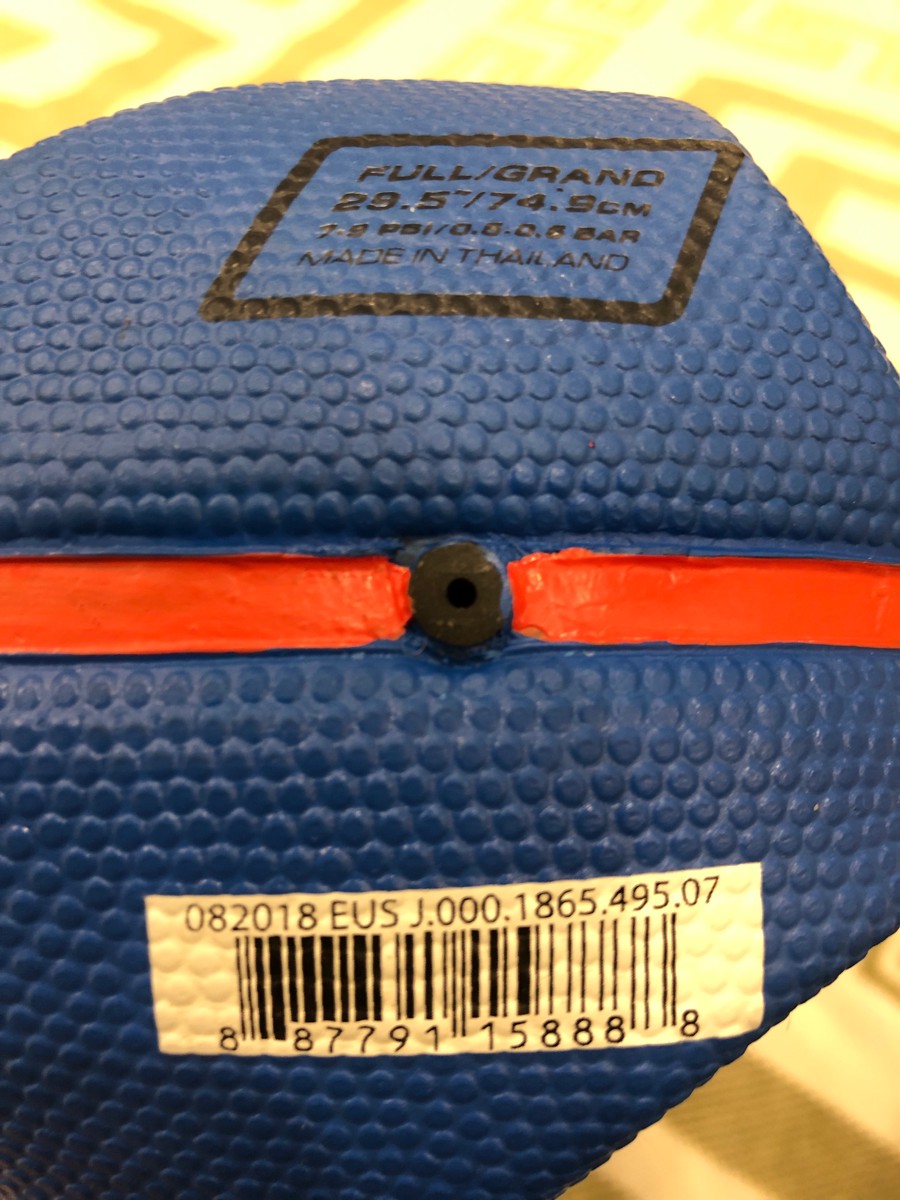 FULL/GRAND
29.5"/74.9CM
7-9 PSI/0.5-0.6 BAR
MADE IN THAILAND
082018 EUS J.000.1865.495.07
8 87791 15888 8